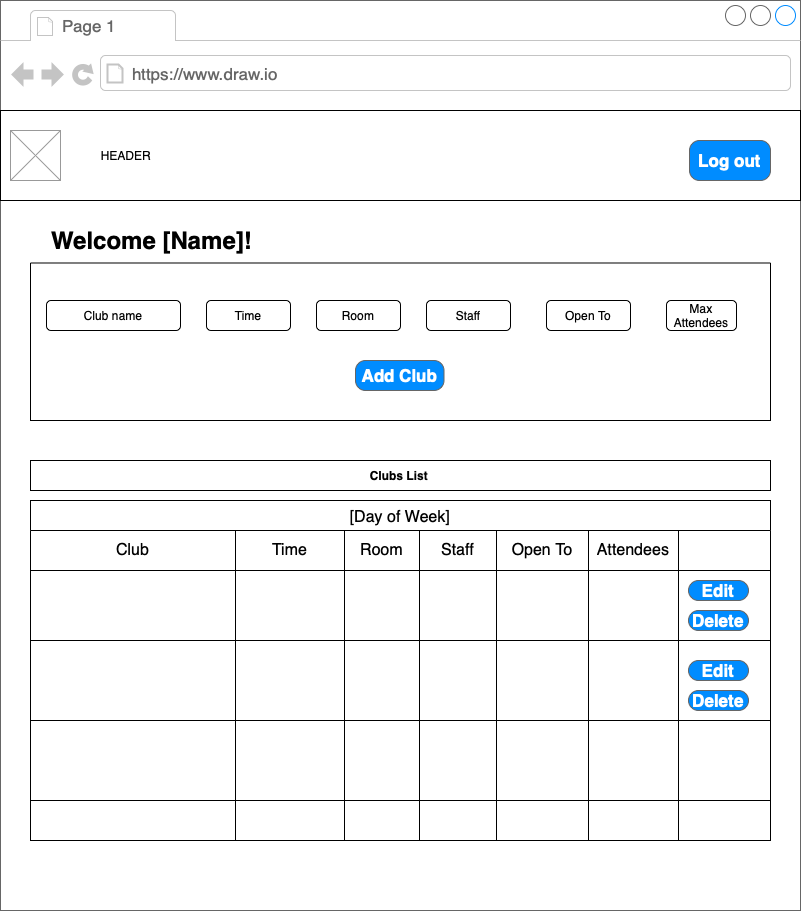 Page 1
https://www.draw.io
HEADER
Log out
Welcome [Name]!
Club name
Time
Room
Staff
Open To
Max
Attendees
Add Club
Clubs List
[Day of Week]
Club Time Room Staff Open To Attendees
Edit
Delete
Edit
Delete